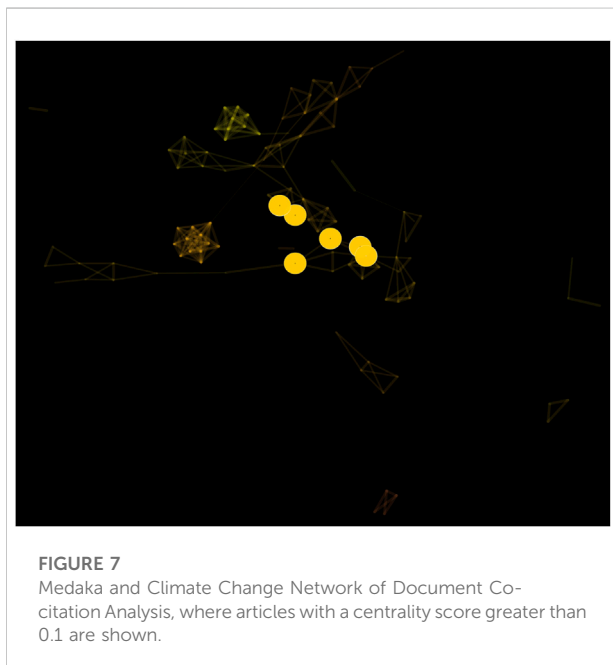 FIGURE 7
Medaka and Climate Change Network of Document Co-
citation Analysis, where articles with a centrality score greater than
0.1 are shown.